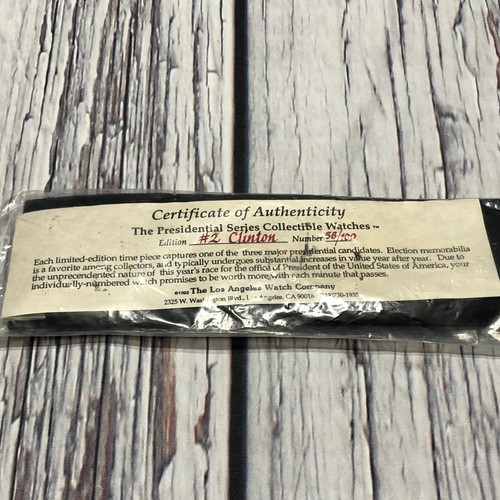 Certificate of Authenticity
The Presidential Series Collectible Watches ™
Edition #2 Clinton Number 58/100
Each limited-edition time piece captures one of the three major presidential candidates. Election memorabilia
is a favorite among collectors, and typically undergoes substantial increases in value year after year. Due to
the unprecendented nature of this year's race for the office of President of the United States of America, your
individually-numbered watch promises to be worth more with each minute that passes.
©1992 The Los Angeles Watch Company
2325 W. Washington Blvd., Los Angeles, CA 90018